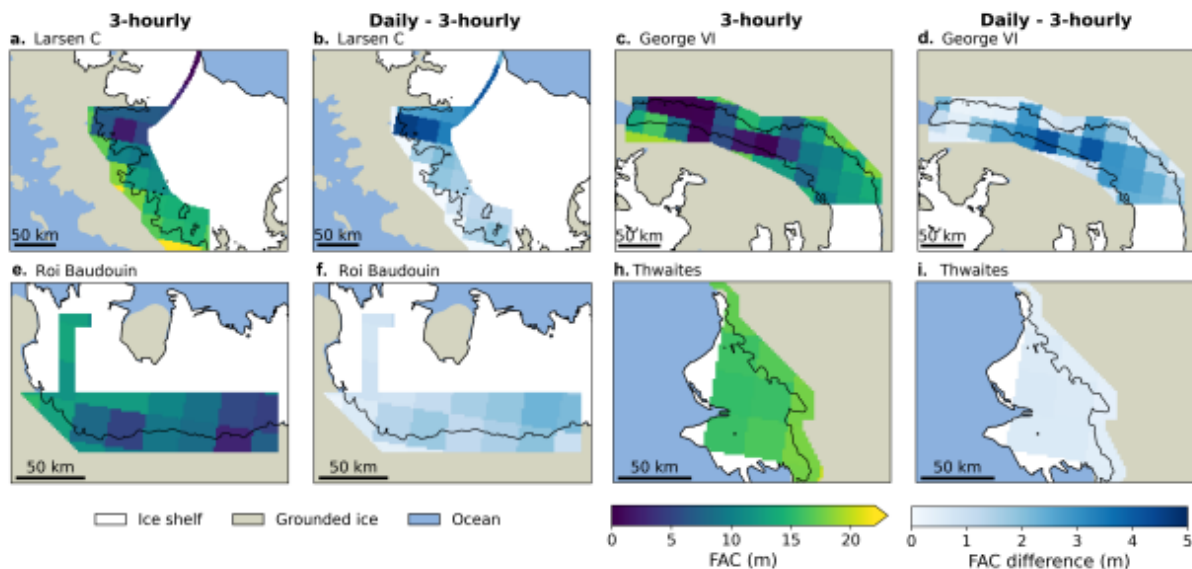 3-hourly
Daily - 3-hourly
3-hourly
Daily - 3-hourly
a. Larsen C
b. Larsen C
c. George VI
d. George VI
50 km
50 km
50 km
50 km
e. Roi Baudouin
f. Roi Baudouin
h. Thwaites
i. Thwaites
50 km
50 km
50 km
50 km
Ice shelf
Grounded ice
Ocean
0 5 10 15 20
FAC (m)
0 1 2 3 4 5
FAC difference (m)